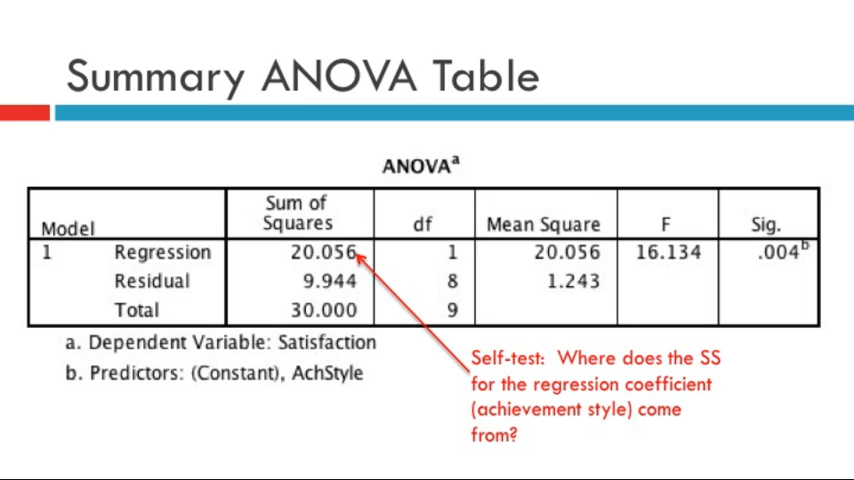 Summary ANOVA Table
ANOVAa
Model Sum of Squares df Mean Square F Sig.
1 Regression 20.056 1 20.056 16.134 .004b
Residual 9.944 8 1.243
Total 30.000 9
a. Dependent Variable: Satisfaction
b. Predictors: (Constant), AchStyle
Self-test: Where does the SS
for the regression coefficient
(achievement style) come
from?